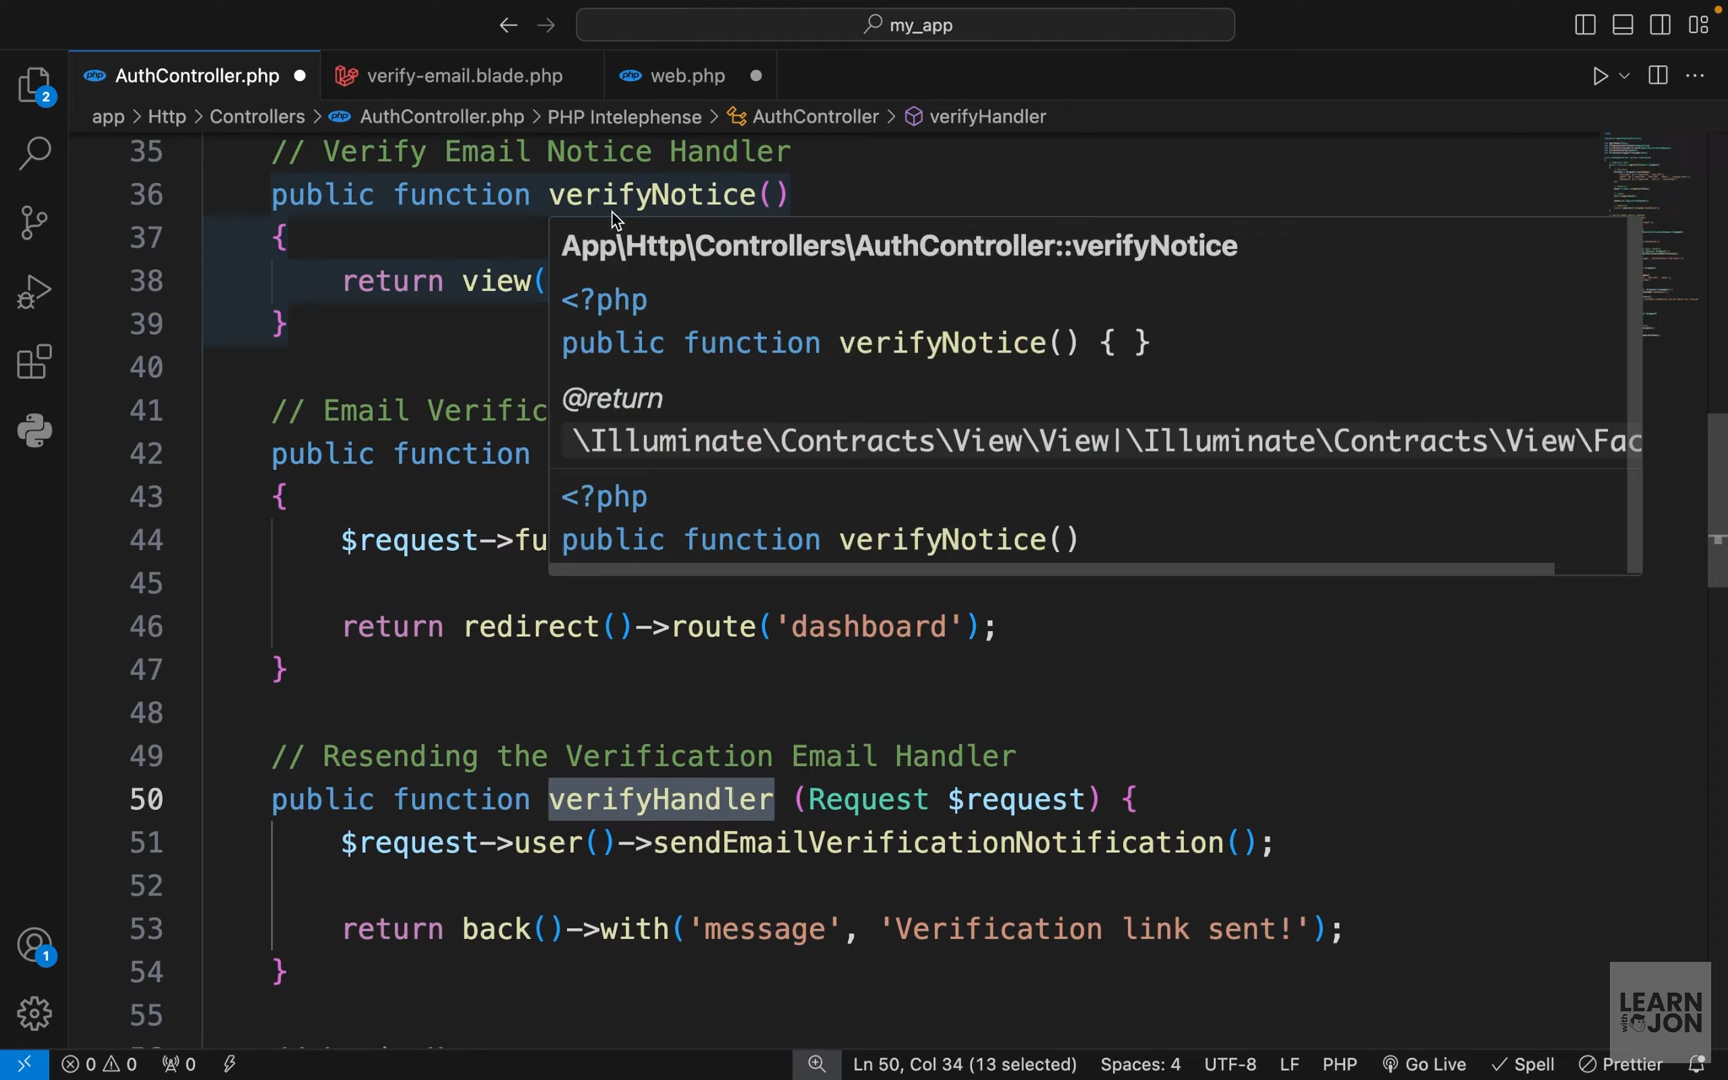 my_app
AuthController.php
verify-email.blade.php
web.php
app > Http > Controllers > AuthController.php > PHP Intelephense > AuthController > verifyHandler
2
35 // Verify Email Notice Handler
36 public function verifyNotice()
37 {
38 return view(
39 }
40
41 // Email Verific
42 public function
43 {
44 $request->fu
45
46 return redirect()->route('dashboard');
47 }
48
49 // Resending the Verification Email Handler
50 public function verifyHandler (Request $request) {
51 $request->user()->sendEmailVerificationNotification();
52
53 return back()->with('message', 'Verification link sent!');
54 }
55
App\Http\Controllers\AuthController::verifyNotice
<?php
public function verifyNotice() { }
@return
\Illuminate\Contracts\View\View|\Illuminate\Contracts\View\Fac
<?php
public function verifyNotice()
1
LEARN
with
JON
0 0 0 Ln 50, Col 34 (13 selected) Spaces: 4 UTF-8 LF PHP Go Live Spell Prettier